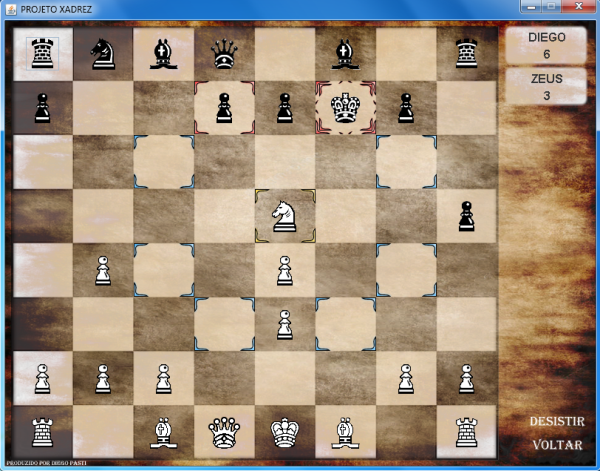 PROJETO XADREZ
DIEGO
6
ZEUS
3
DESISTIR
VOLTAR
PRODUZIDO POR DIEGO PASTI